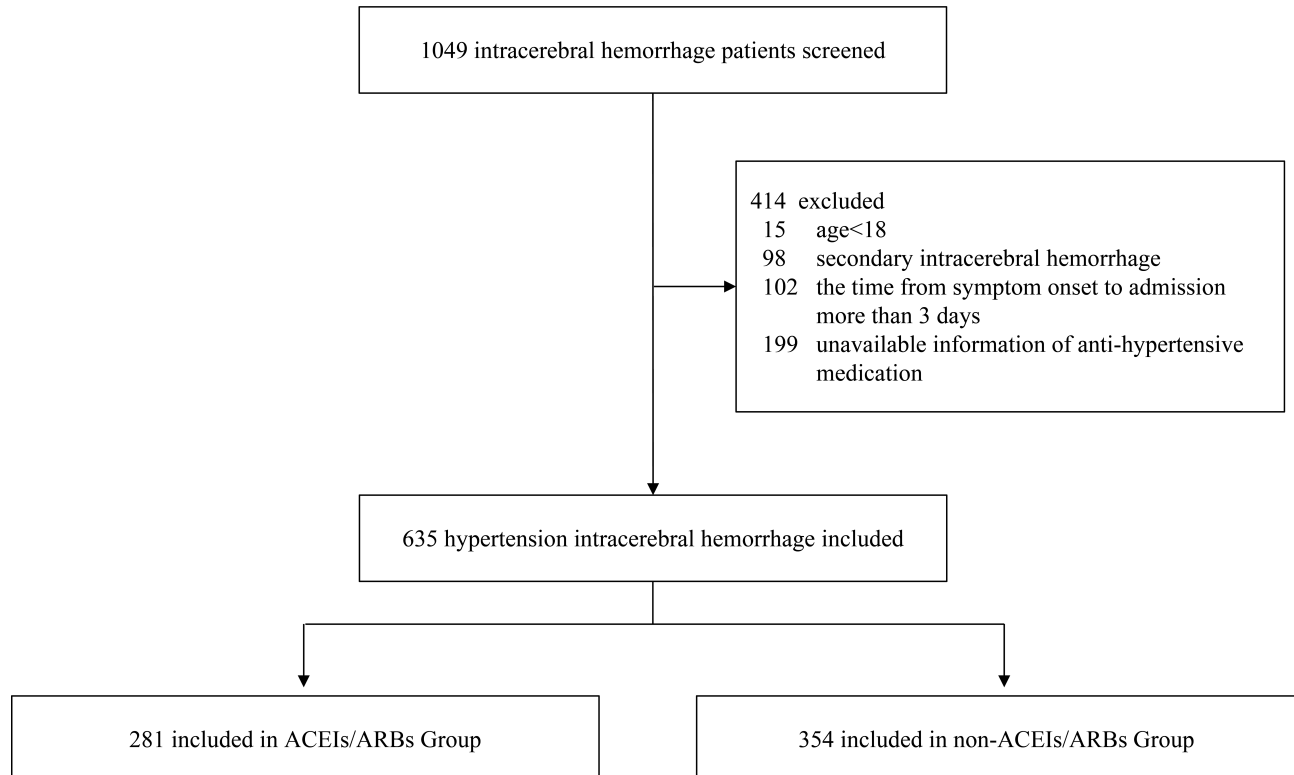 1049 intracerebral hemorrhage patients screened
414 excluded
15 age<18
98 secondary intracerebral hemorrhage
102 the time from symptom onset to admission
more than 3 days
199 unavailable information of anti-hypertensive
medication
635 hypertension intracerebral hemorrhage included
281 included in ACEIs/ARBs Group
354 included in non-ACEIs/ARBs Group